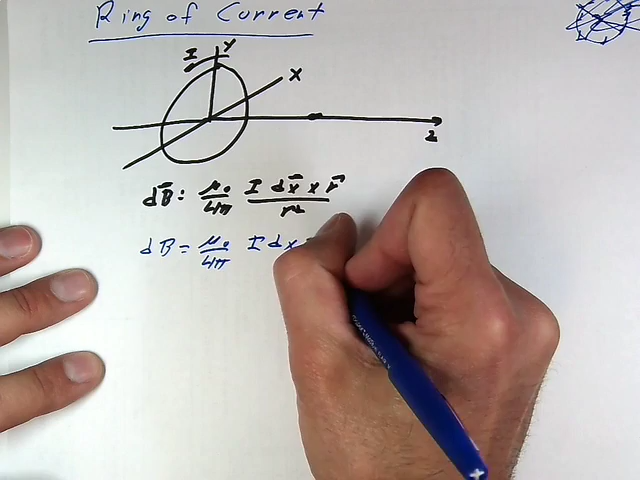 Ring of Current
I
Y
X
Z
dB⃗ = μ₀/4π I dx⃗ x r⃗ / r²
dB = μ₀/4π I dx